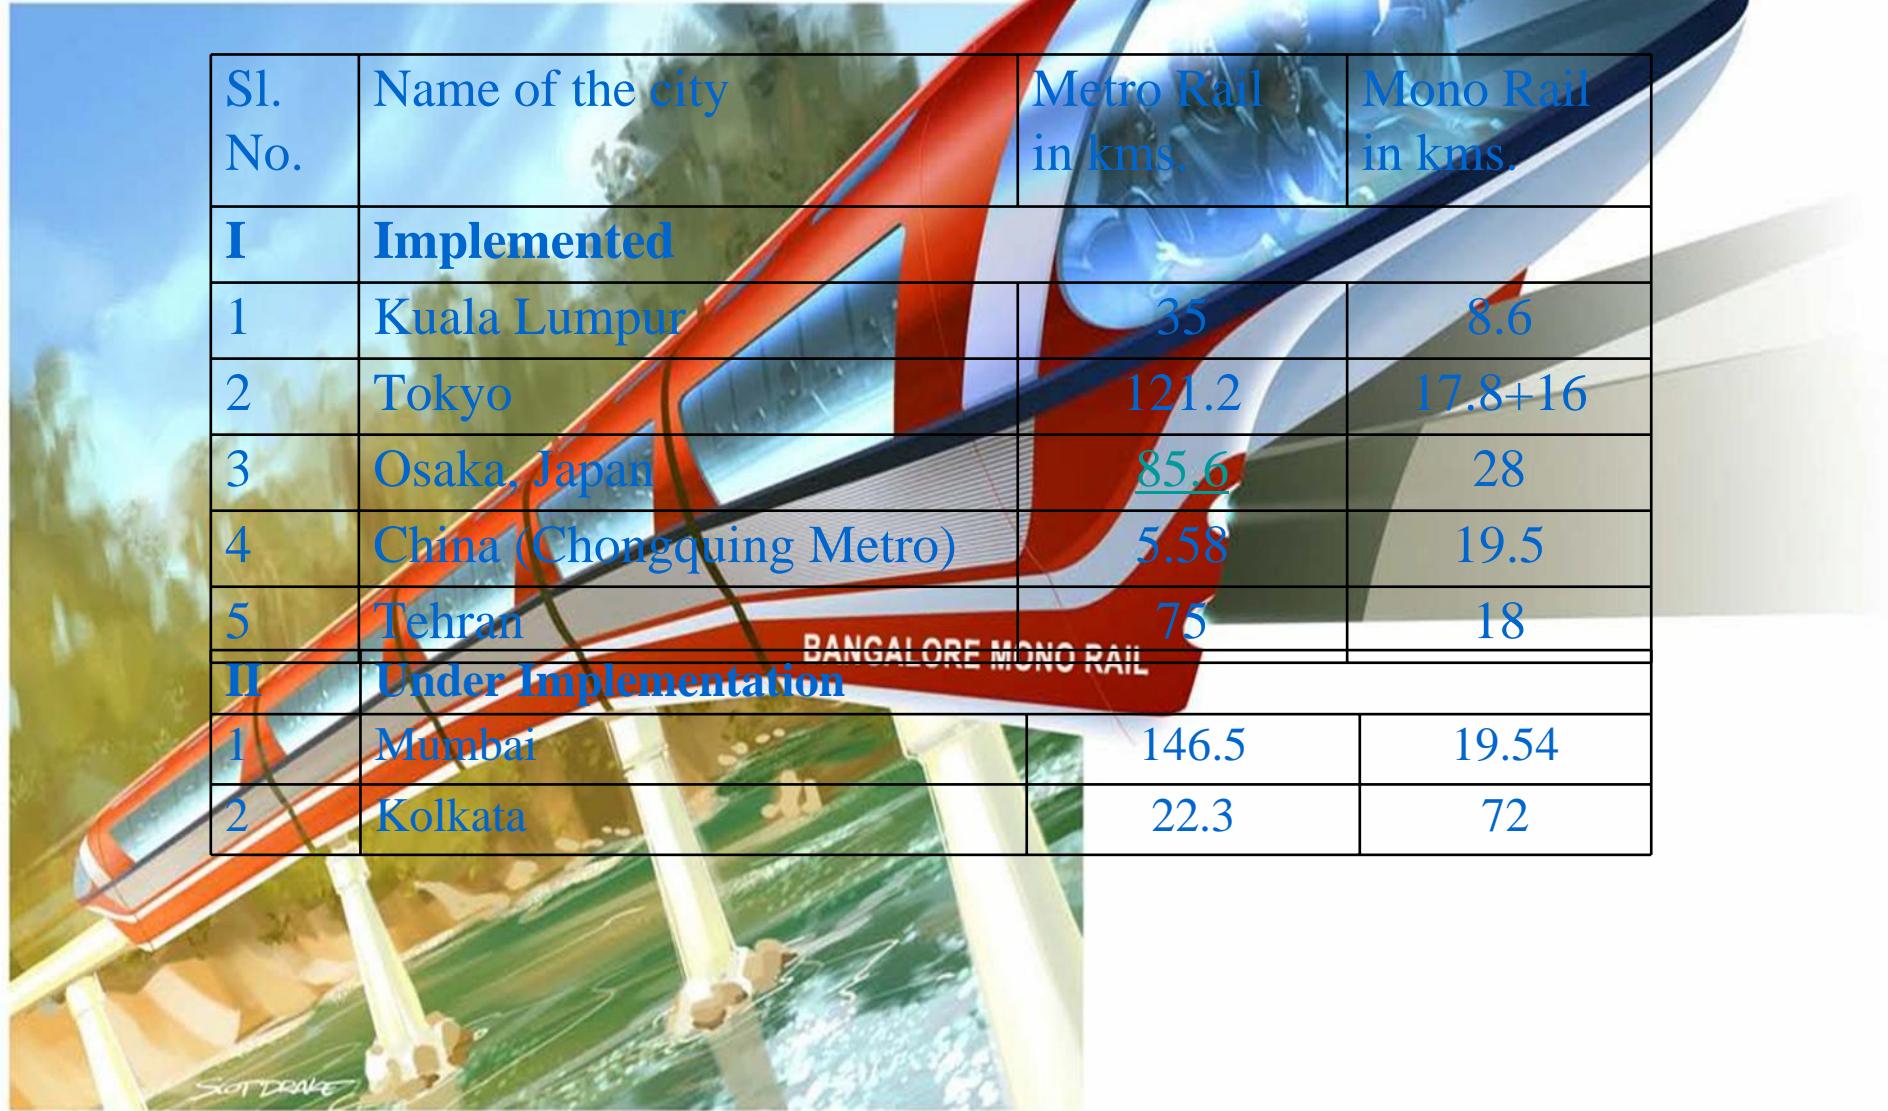 Sl. No. Name of the city Metro Rail in kms. Mono Rail in kms.
I Implemented
1 Kuala Lumpur 35 8.6
2 Tokyo 121.2 17.8+16
3 Osaka, Japan 85.6 28
4 China (Chongquing Metro) 5.58 19.5
5 Tehran 75 18
BANGALORE MONO RAIL
II Under Implementation
1 Mumbai 146.5 19.54
2 Kolkata 22.3 72
SCOT DRAKE